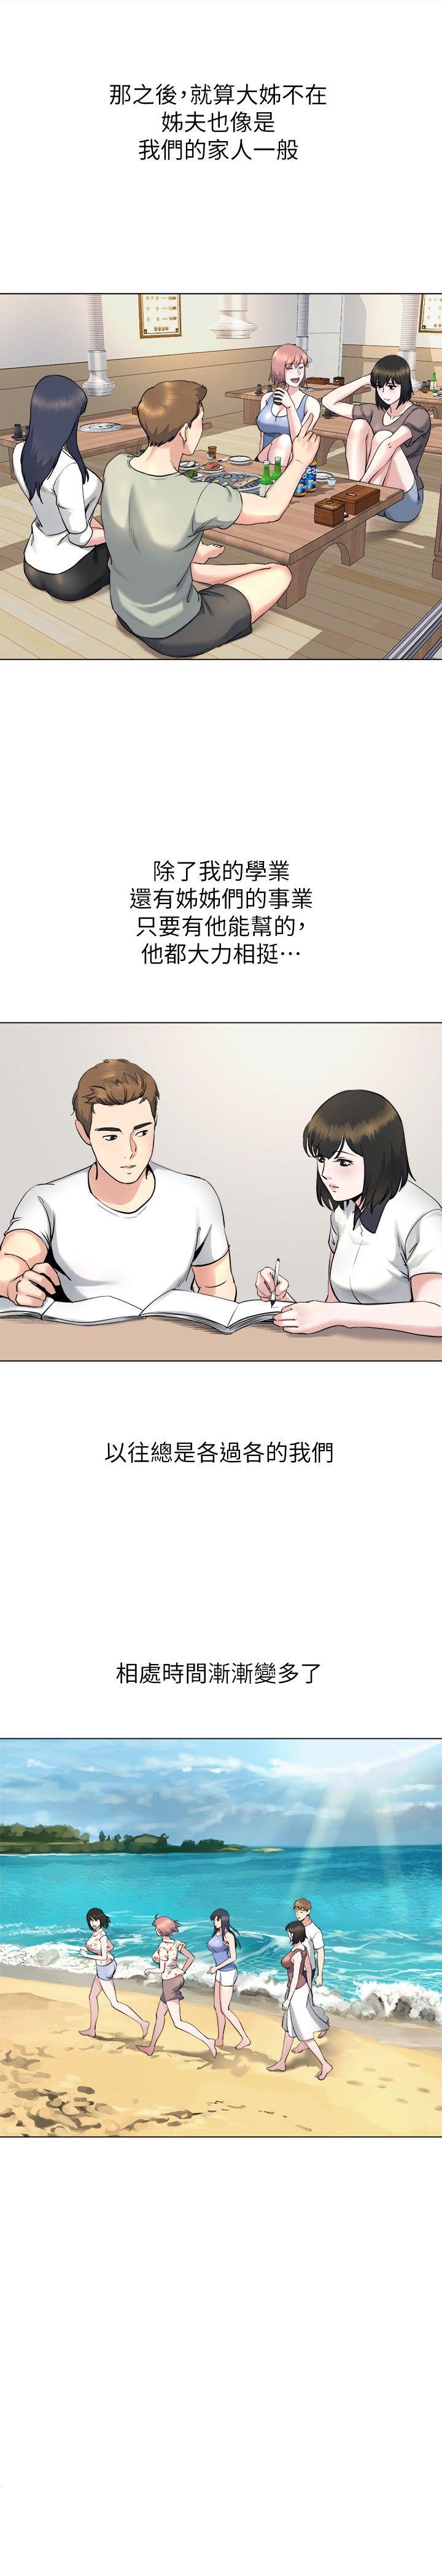 那之後，就算大姊不在
姊夫也像是
我們的家人一般
除了我的學業
還有姊姊們的事業
只要有他能幫的，
他都大力相挺…
以往總是各過各的我們
相處時間漸漸變多了